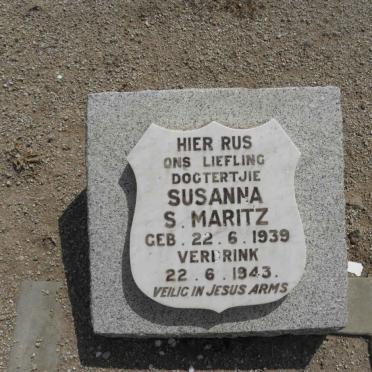 HIER RUS
ONS LIEFLING
DOGTERTJIE
SUSANNA
S. MARITZ
GEB. 22.6.1939
VERDRINK
22.6.1943.
VEILIG IN JESUS ARMS